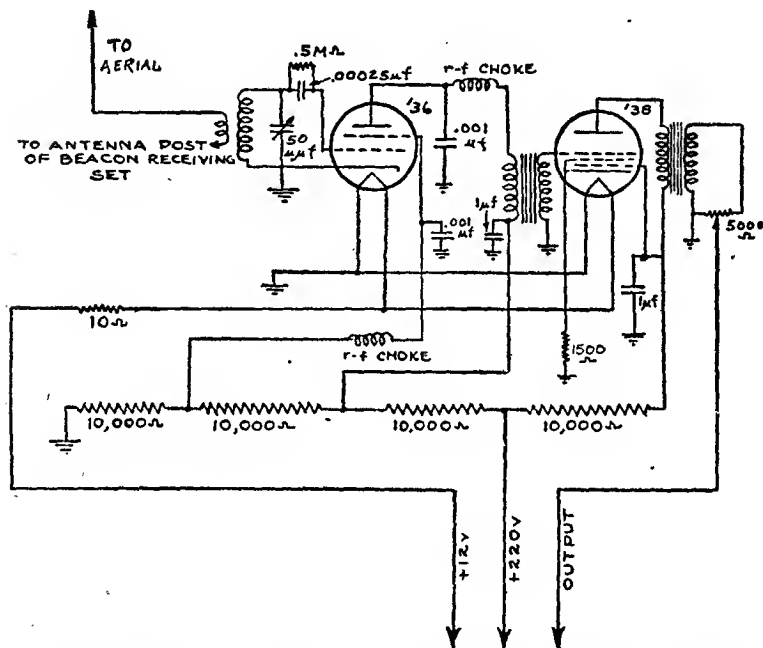 TO
AERIAL
.5MΩ
.00025μf
r-f CHOKE
'36
'38
TO ANTENNA POST
OF BEACON RECEIVING
SET
50
μμf
.001
μf
.001
μf
1μf
5000
Ω
1μf
10Ω
1500
Ω
r-f CHOKE
10,000Ω
10,000Ω
10,000Ω
10,000Ω
+12V
+220V
OUTPUT